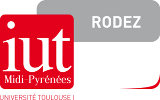 RODEZ
iut
Midi-Pyrénées
UNIVERSITÉ TOULOUSE I